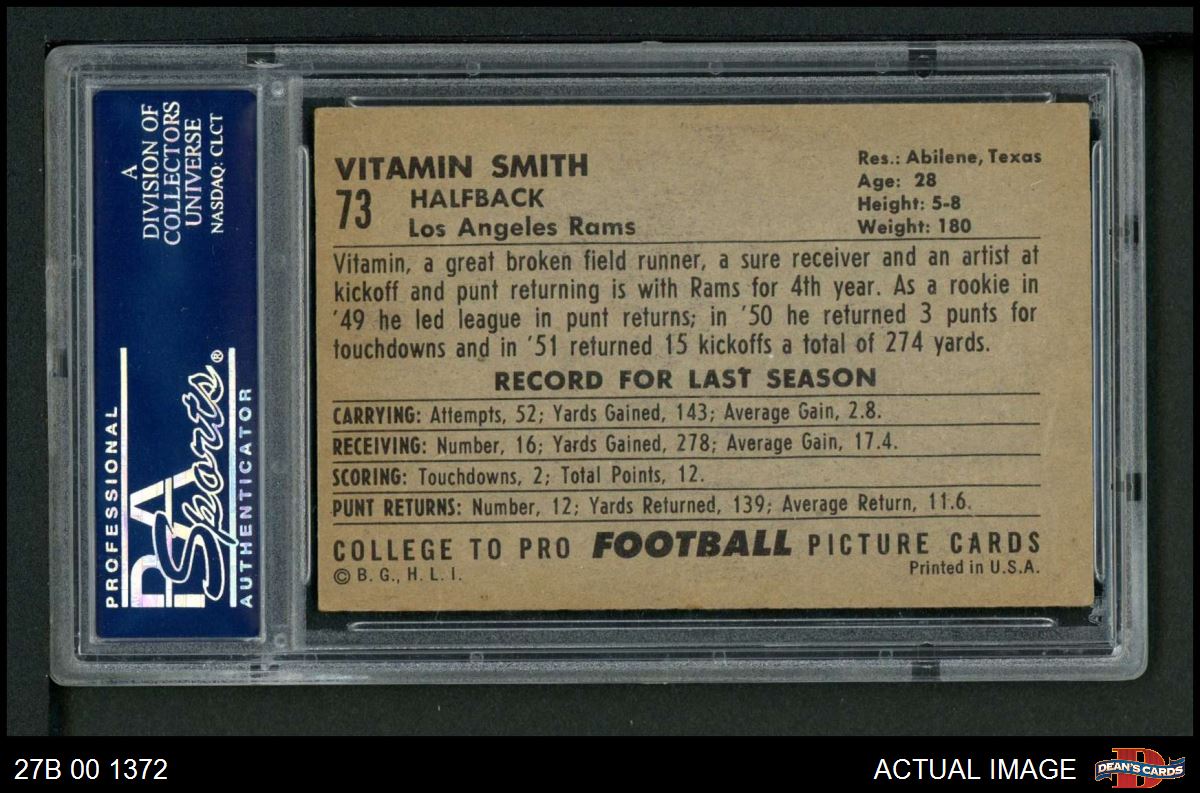 A
DIVISION OF
COLLECTORS
UNIVERSE
NASDAQ: CLCT
PROFESSIONAL
PSA
Sports®
AUTHENTICATOR
VITAMIN SMITH
73 HALFBACK
Los Angeles Rams
Res.: Abilene, Texas
Age: 28
Height: 5-8
Weight: 180
Vitamin, a great broken field runner, a sure receiver and an artist at
kickoff and punt returning is with Rams for 4th year. As a rookie in
'49 he led league in punt returns; in '50 he returned 3 punts for
touchdowns and in '51 returned 15 kickoffs a total of 274 yards.
RECORD FOR LAST SEASON
CARRYING: Attempts, 52; Yards Gained, 143; Average Gain, 2.8.
RECEIVING: Number, 16; Yards Gained, 278; Average Gain, 17.4.
SCORING: Touchdowns, 2; Total Points, 12.
PUNT RETURNS: Number, 12; Yards Returned, 139; Average Return, 11.6.
COLLEGE TO PRO FOOTBALL PICTURE CARDS
© B. G., H. L. I.
Printed in U.S.A.
27B 00 1372
ACTUAL IMAGE
D
DEAN'S CARDS